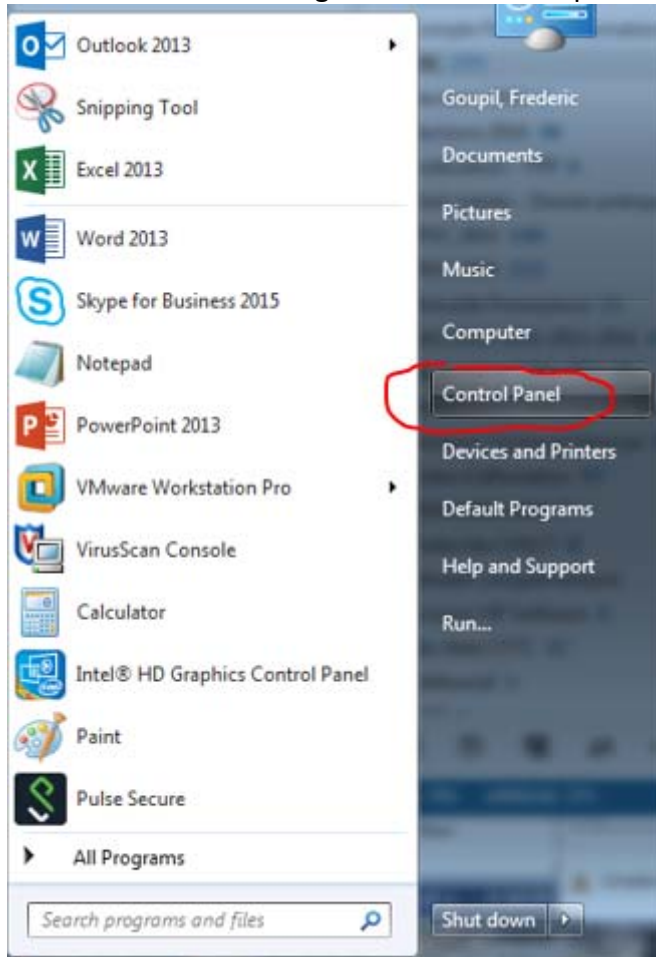 Outlook 2013
Snipping Tool
Excel 2013
Word 2013
Skype for Business 2015
Notepad
PowerPoint 2013
VMware Workstation Pro
VirusScan Console
Calculator
Intel® HD Graphics Control Panel
Paint
Pulse Secure
All Programs
Search programs and files
Goupil, Frederic
Documents
Pictures
Music
Computer
Control Panel
Devices and Printers
Default Programs
Help and Support
Run...
Shut down